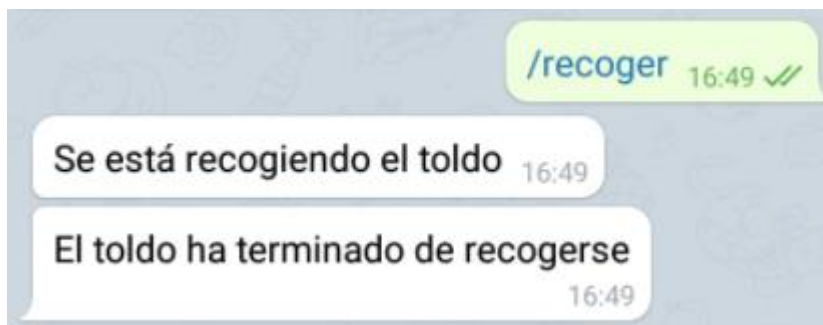 /recoger 16:49
Se está recogiendo el toldo 16:49
El toldo ha terminado de recogerse
16:49